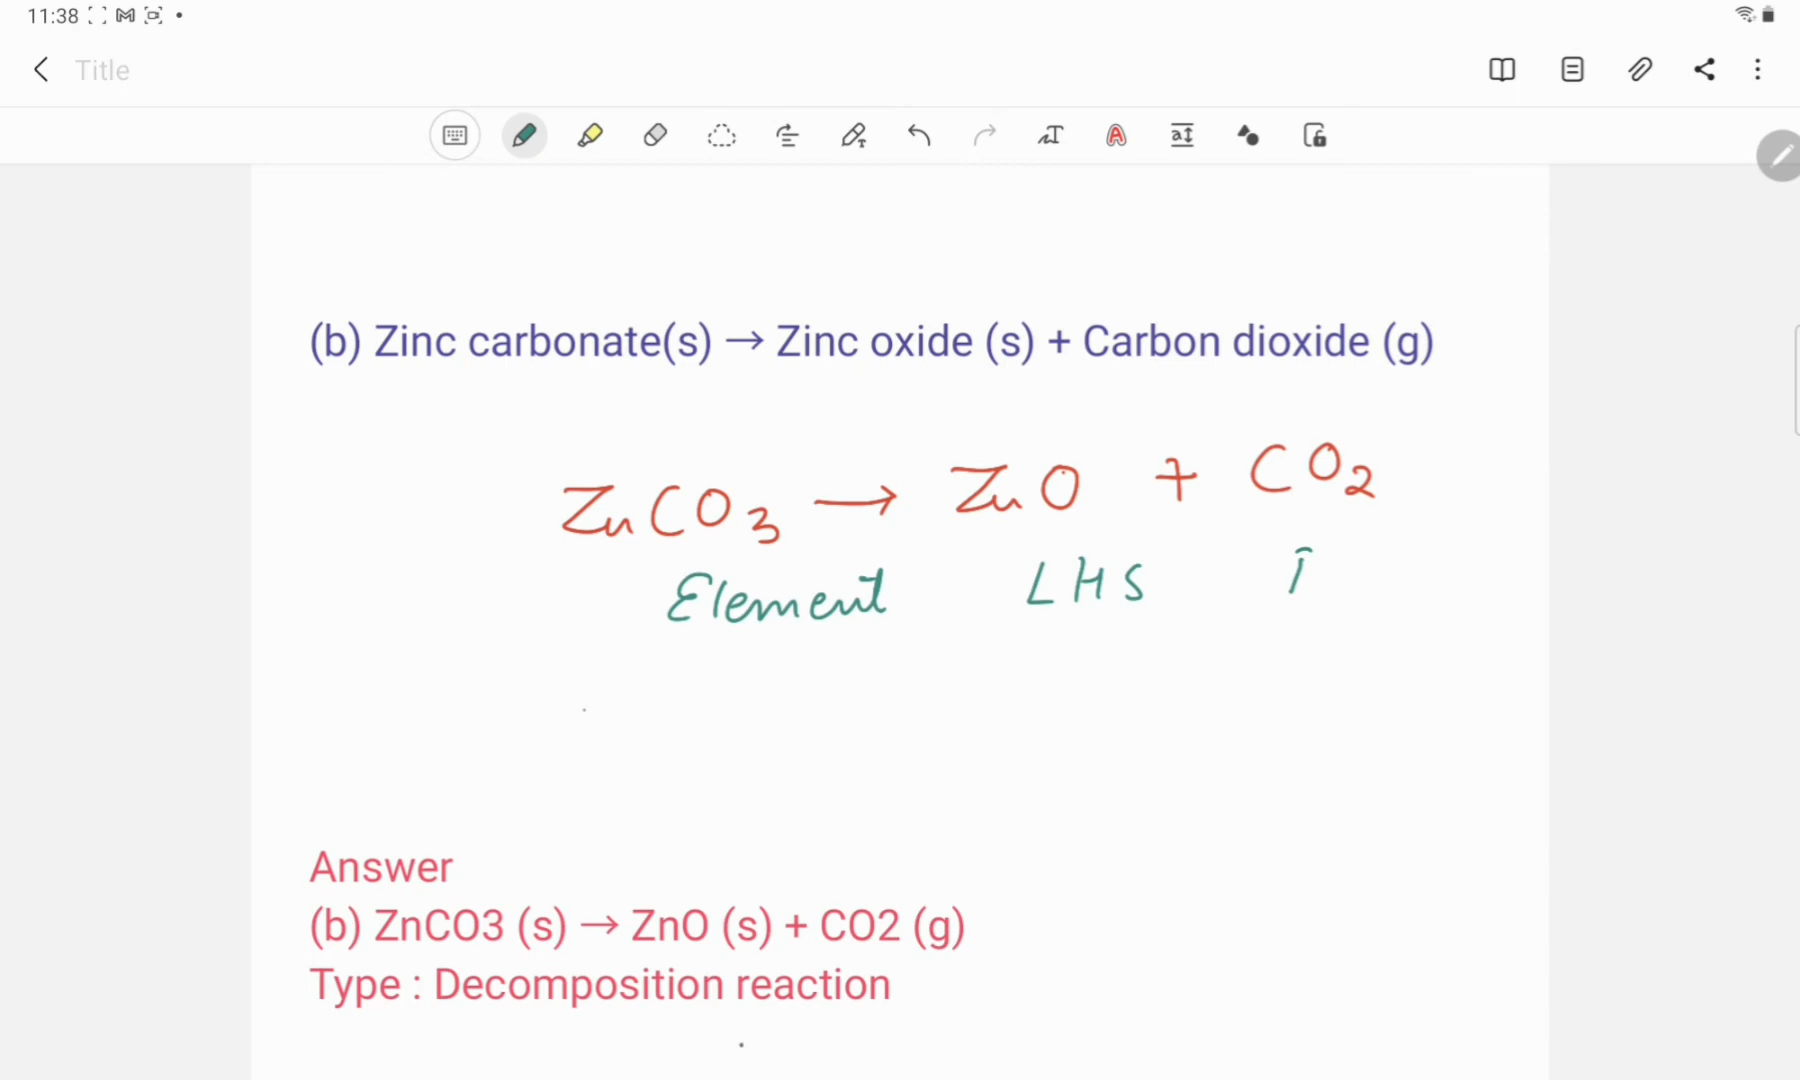 11:38
Title
(b) Zinc carbonate(s) → Zinc oxide (s) + Carbon dioxide (g)
ZnCO₃ → ZnO + CO₂
Element LHS
Answer
(b) ZnCO3 (s) → ZnO (s) + CO2 (g)
Type : Decomposition reaction